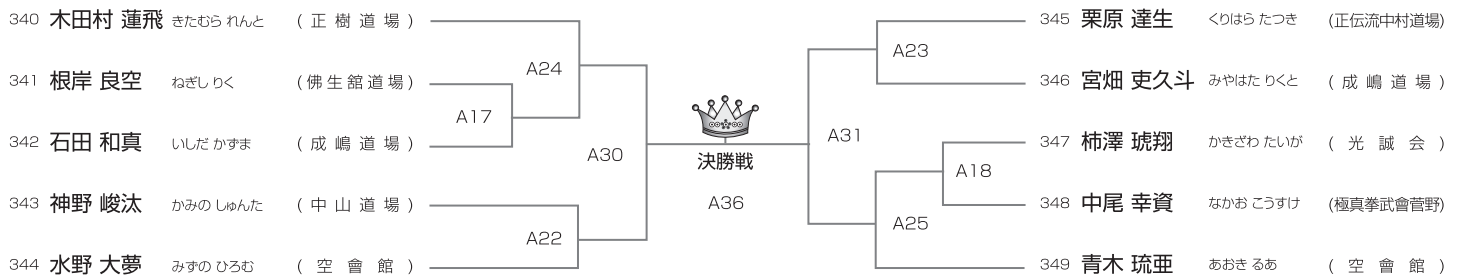 340 木田村 蓮飛 きたむら れんと (正樹道場)
A24
341 根岸 良空 ねぎし りく (佛生舘道場)
A17
342 石田 和真 いしだ かずま (成嶋道場)
A30
343 神野 峻汰 かみの しゅんた (中山道場)
A22
344 水野 大夢 みずの ひろむ (空會館)
決勝戦
A36
345 栗原 達生 くりはら たつき (正伝流中村道場)
A23
346 宮畑 吏久斗 みやはた りくと (成嶋道場)
A31
347 柿澤 琥翔 かきざわ たいが (光誠会)
A18
348 中尾 幸資 なかお こうすけ (極真拳武會菅野)
A25
349 青木 琉亜 あおき るあ (空會館)